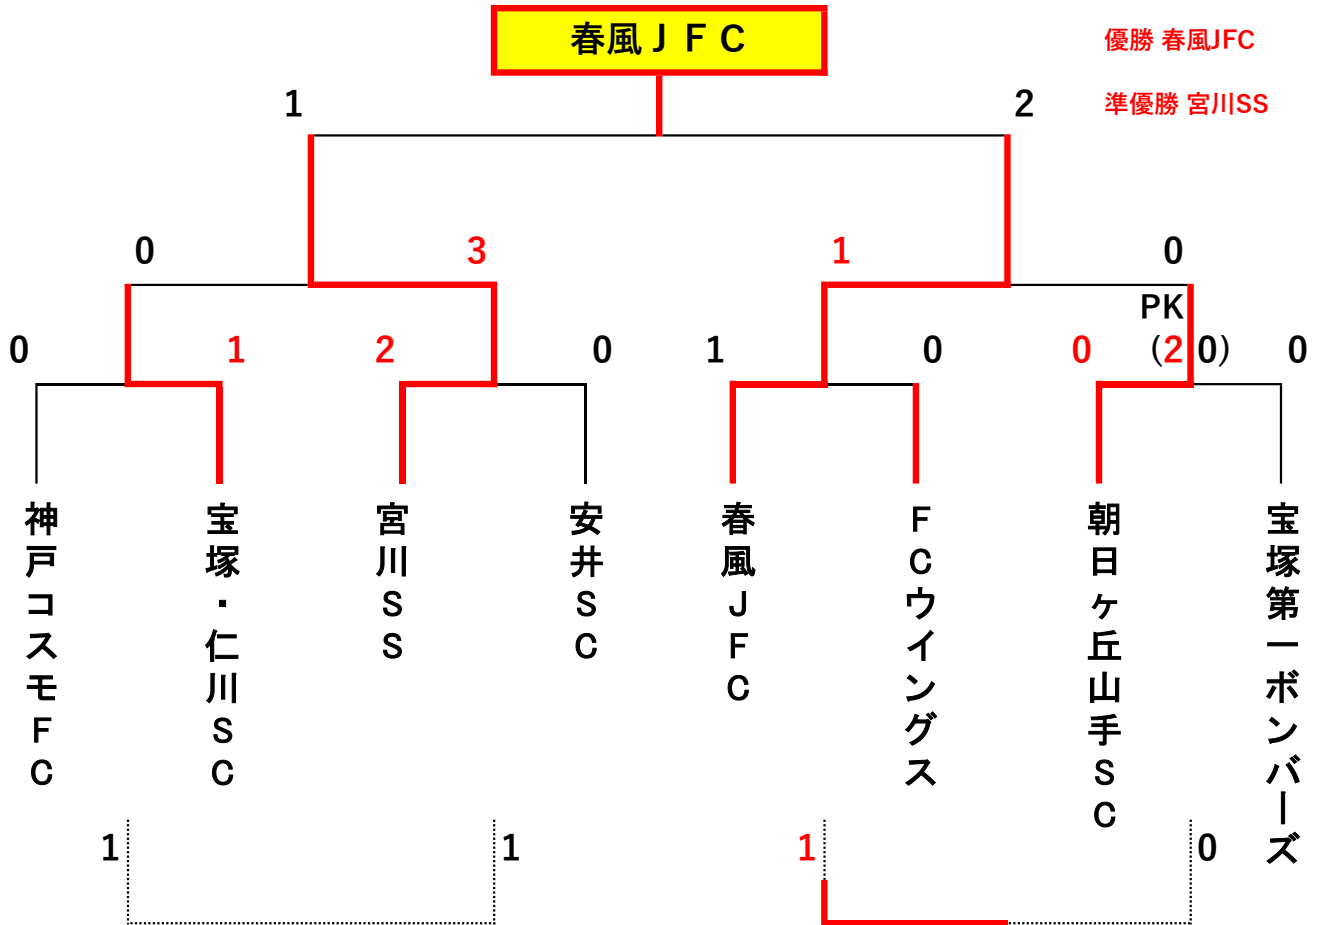 春風ＪＦＣ
優勝 春風JFC
準優勝 宮川SS
1
2
0
3
1
0
PK
0
1
2
0
1
0
0
(2 0)
0
神戸コスモFC
宝塚・仁川SC
宮川SS
安井SC
春風JFC
FCウイングス
朝日ヶ丘山手SC
宝塚第一ボンバーズ
1
1
1
0